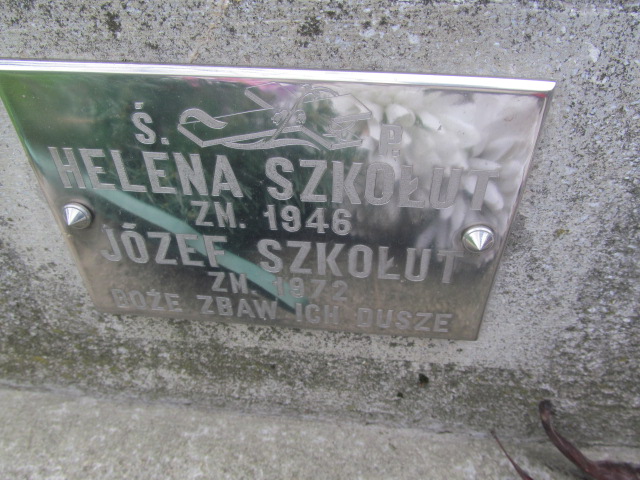 Ś. P.
HELENA SZKOŁUT
ZM. 1946
JÓZEF SZKOŁUT
ZM. 1972
BOŻE ZBAW ICH DUSZE